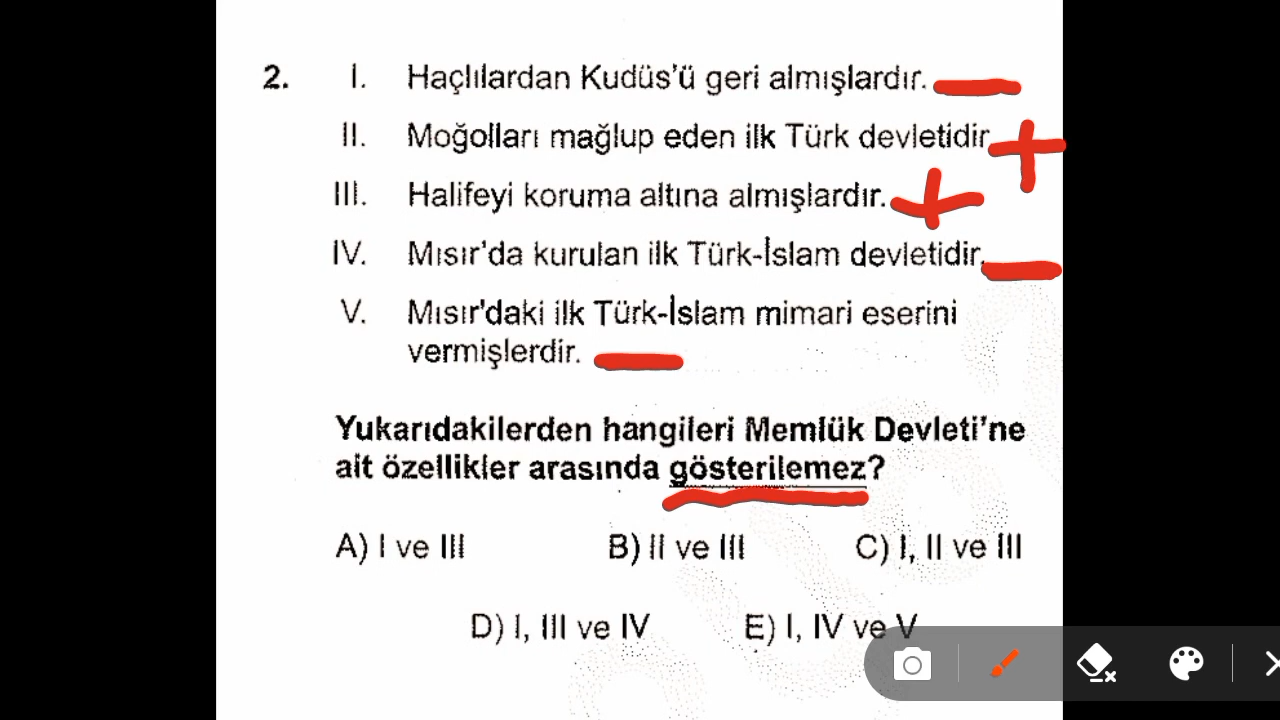 2. I. Haçlılardan Kudüs'ü geri almışlardır.
II. Moğolları mağlup eden ilk Türk devletidir.
III. Halifeyi koruma altına almışlardır.
IV. Mısır'da kurulan ilk Türk-İslam devletidir.
V. Mısır'daki ilk Türk-İslam mimari eserini
vermişlerdir.
Yukarıdakilerden hangileri Memlük Devleti'ne
ait özellikler arasında gösterilemez?
A) I ve III B) II ve III C) I, II ve III
D) I, III ve IV E) I, IV ve V